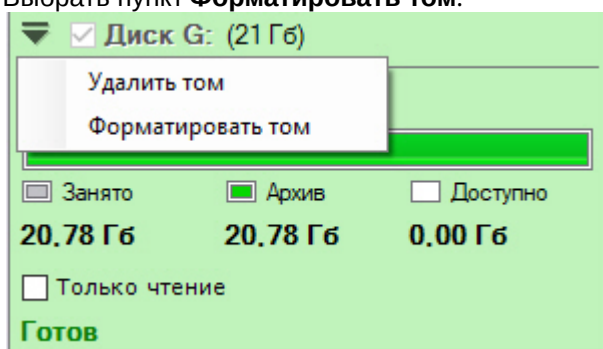 Выбрать пункт Форматировать том.
Диск G: (21 Гб)
Удалить том
Форматировать том
Занято Архив Доступно
20.78 Гб 20.78 Гб 0.00 Гб
Только чтение
Готов